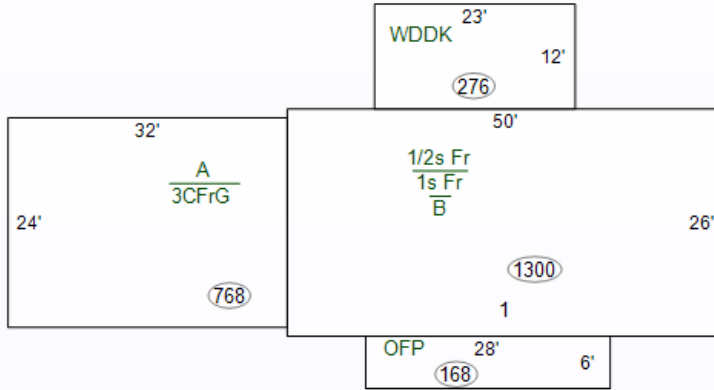 23'
WDDK
12'
276
32'
50'
A
3CFrG
1/2s Fr
1s Fr
B
24'
26'
768
1300
1
OFP
28'
6'
168